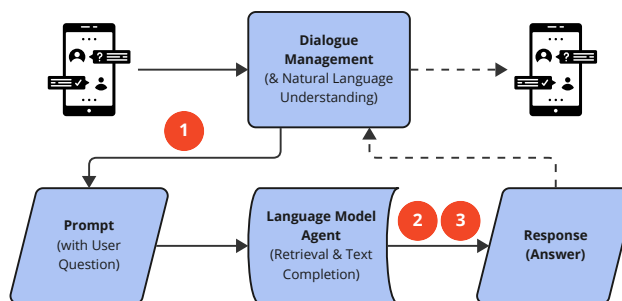 Dialogue
Management
(& Natural Language
Understanding)
1
Prompt
(with User
Question)
Language Model
Agent
(Retrieval & Text
Completion)
2 3
Response
(Answer)